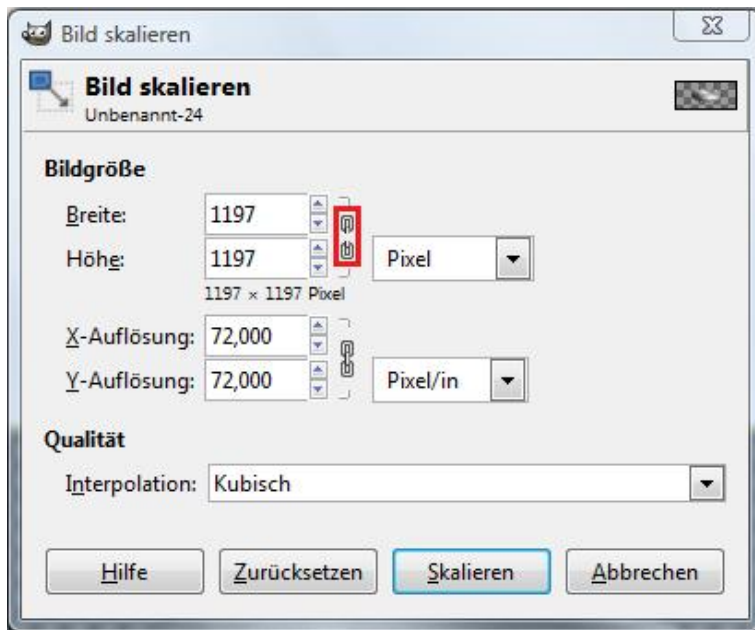 Bild skalieren
Bild skalieren
Unbenannt-24
Bildgröße
Breite: 1197
Höhe: 1197 Pixel
1197 × 1197 Pixel
X-Auflösung: 72,000
Y-Auflösung: 72,000 Pixel/in
Qualität
Interpolation: Kubisch
Hilfe Zurücksetzen Skalieren Abbrechen